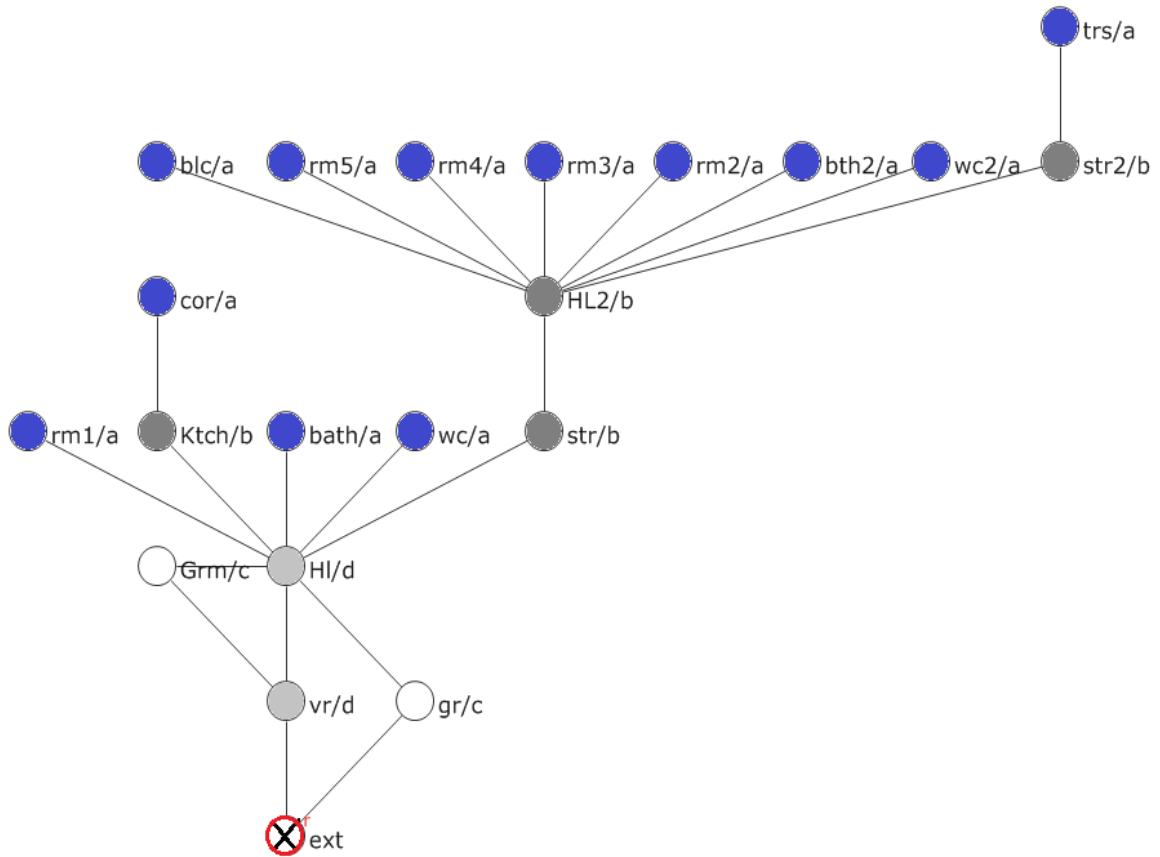 trs/a
blc/a rm5/a rm4/a rm3/a rm2/a bth2/a wc2/a str2/b
cor/a HL2/b
rm1/a Ktch/b bath/a wc/a str/b
Grm/c Hl/d
vr/d gr/c
ext